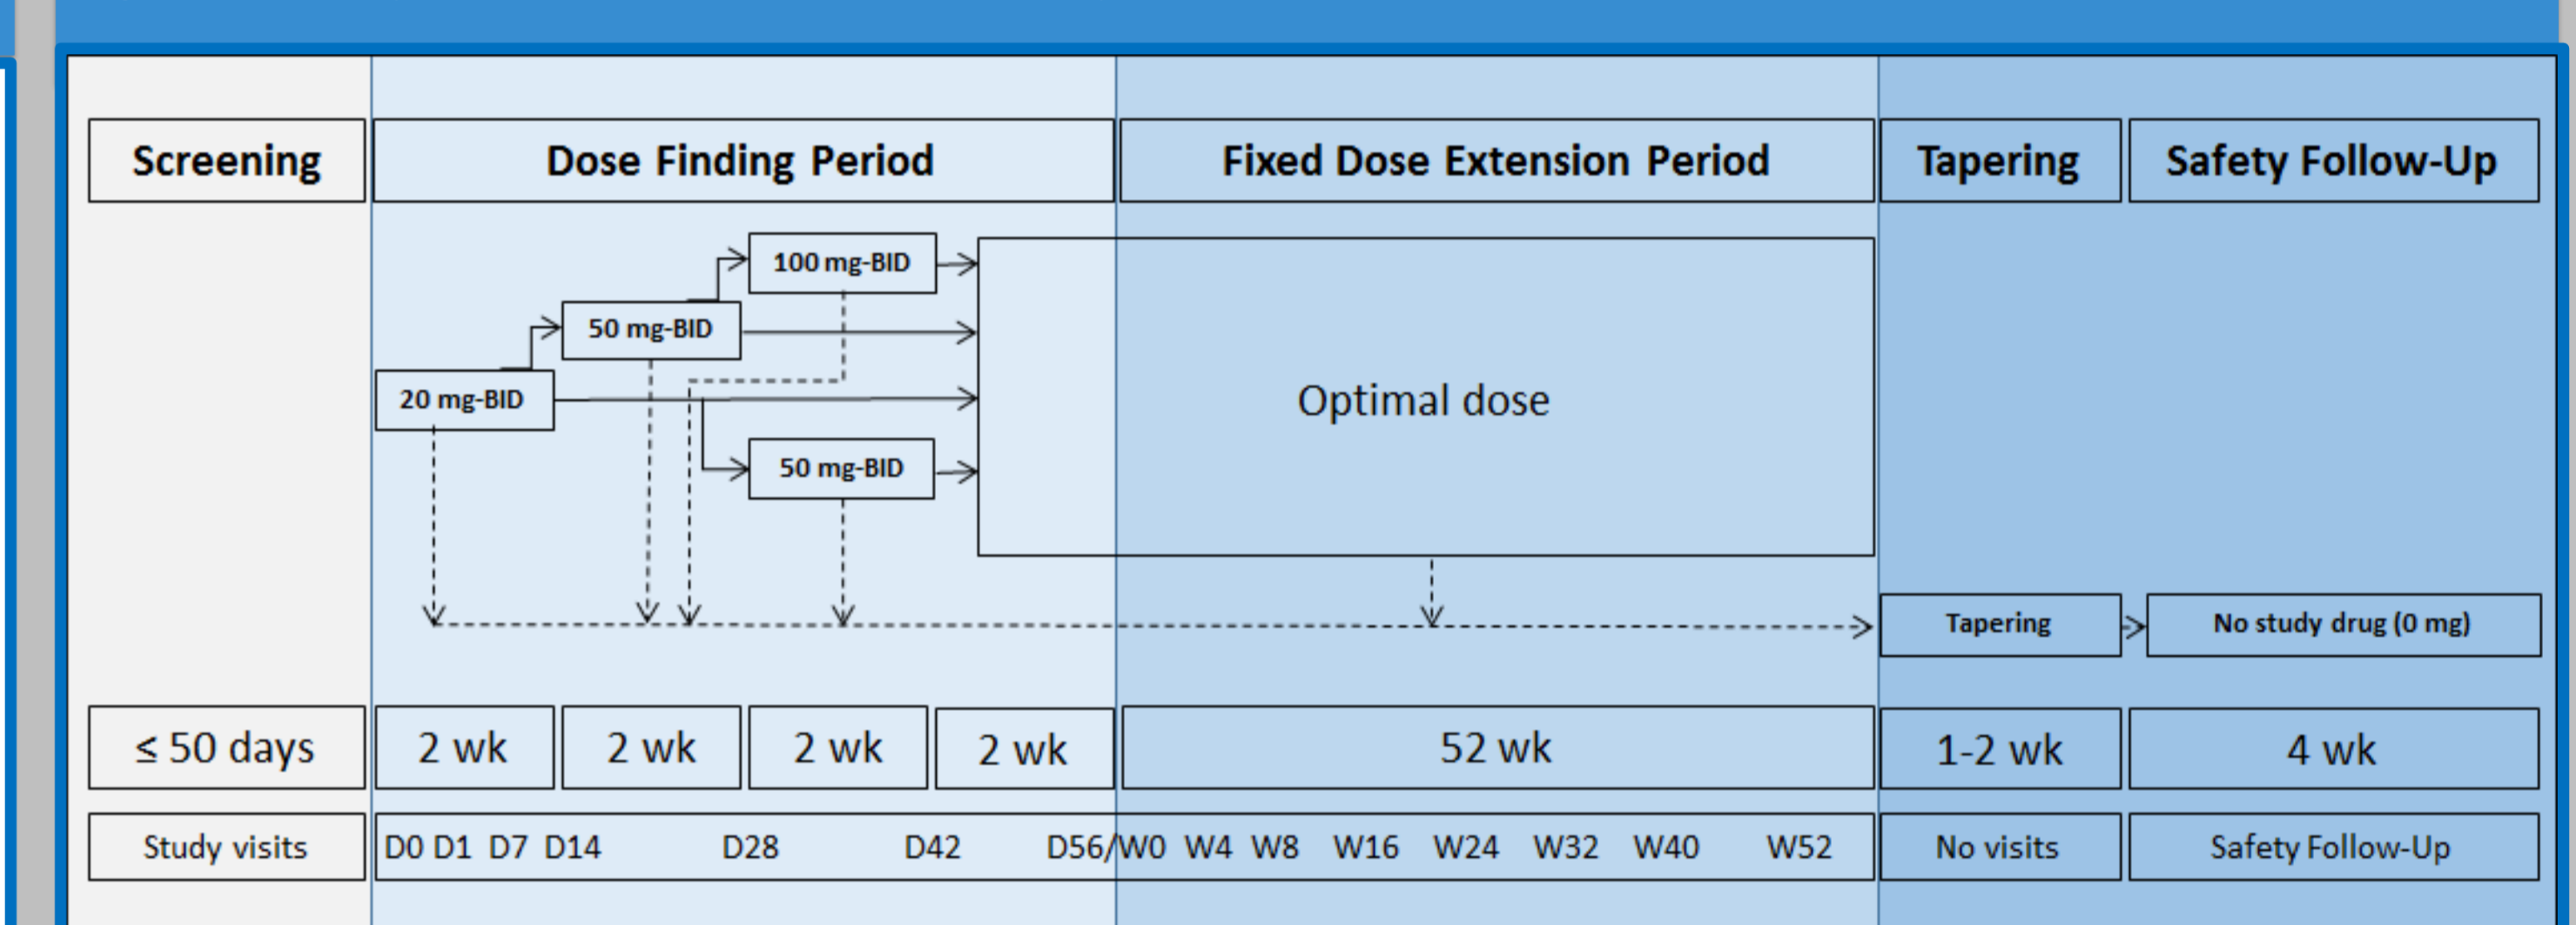 Screening
Dose Finding Period
Fixed Dose Extension Period
Tapering
Safety Follow-Up
100 mg-BID
50 mg-BID
20 mg-BID
Optimal dose
50 mg-BID
Tapering
No study drug (0 mg)
≤ 50 days
2 wk
2 wk
2 wk
2 wk
52 wk
1-2 wk
4 wk
Study visits
D0 D1 D7 D14 D28 D42 D56/W0 W4 W8 W16 W24 W32 W40 W52
No visits
Safety Follow-Up